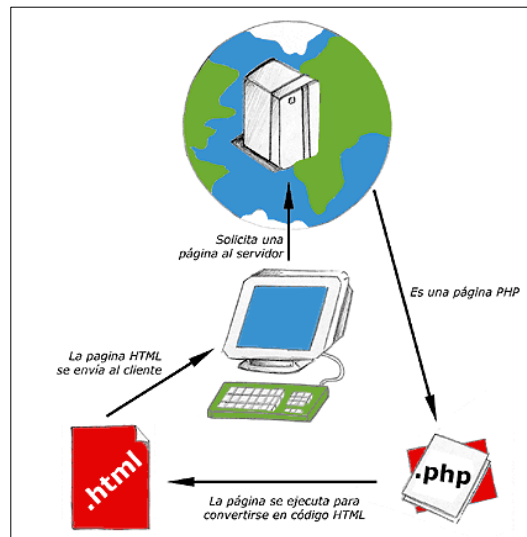 Solicita una
página al servidor
Es una página PHP
La pagina HTML
se envía al cliente
.html
.php
La página se ejecuta para
convertirse en código HTML